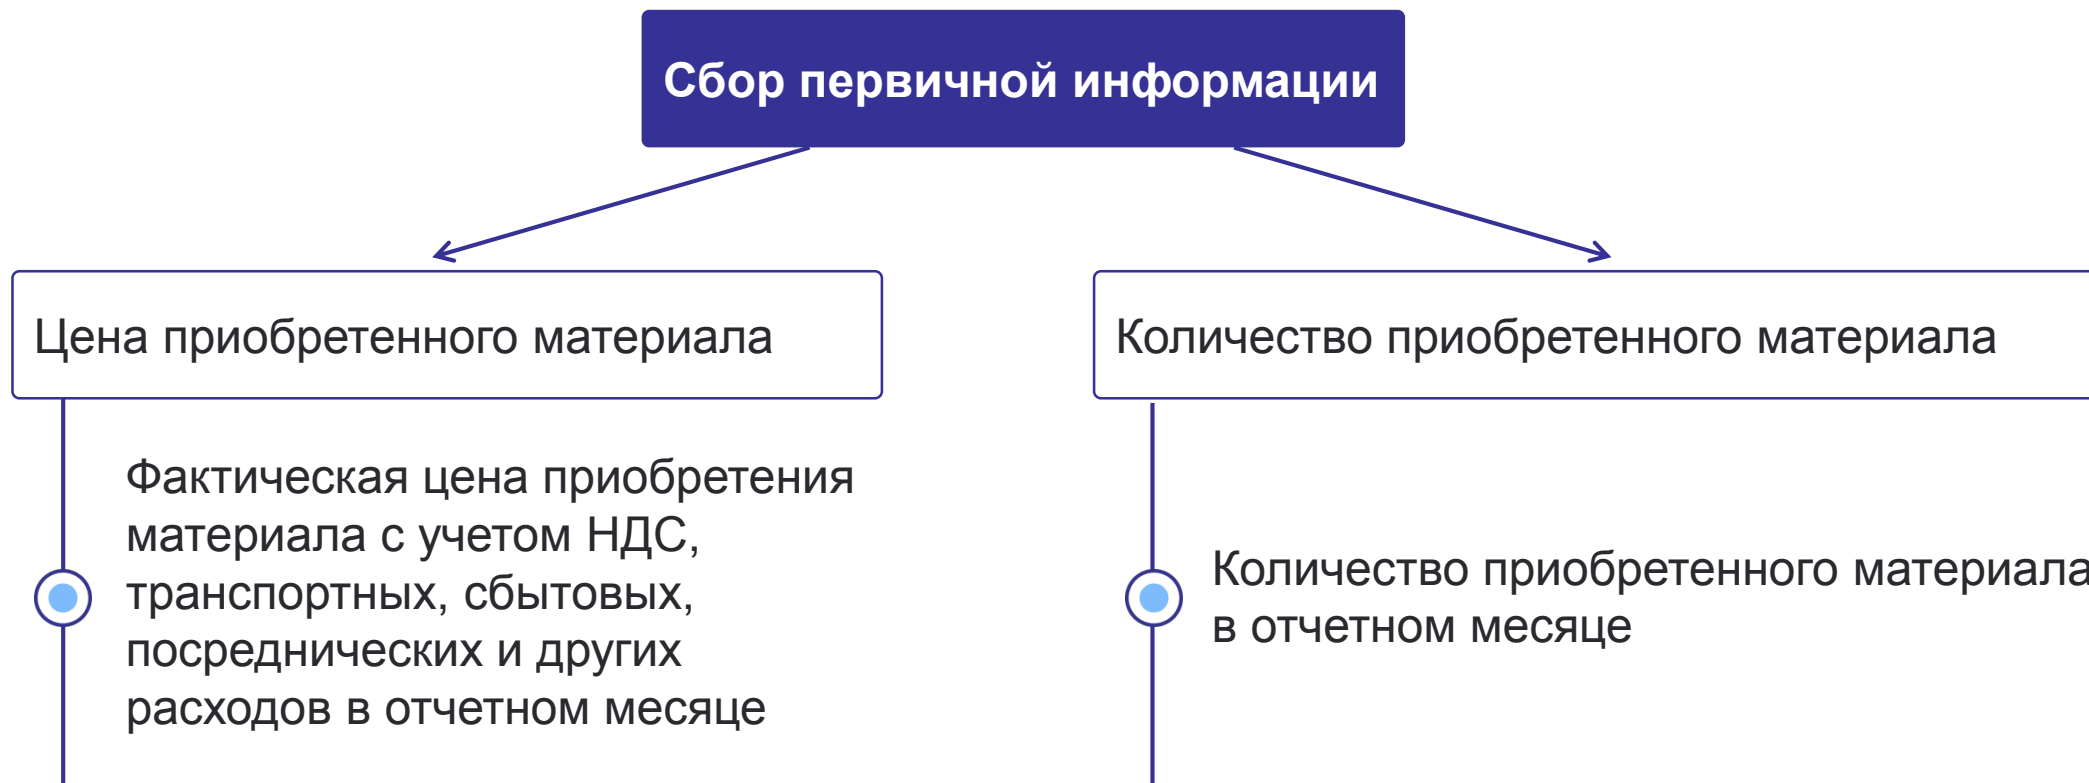 Сбор первичной информации
Цена приобретенного материала
Количество приобретенного материала
Фактическая цена приобретения
материала с учетом НДС,
транспортных, сбытовых,
посреднических и других
расходов в отчетном месяце
Количество приобретенного материала
в отчетном месяце